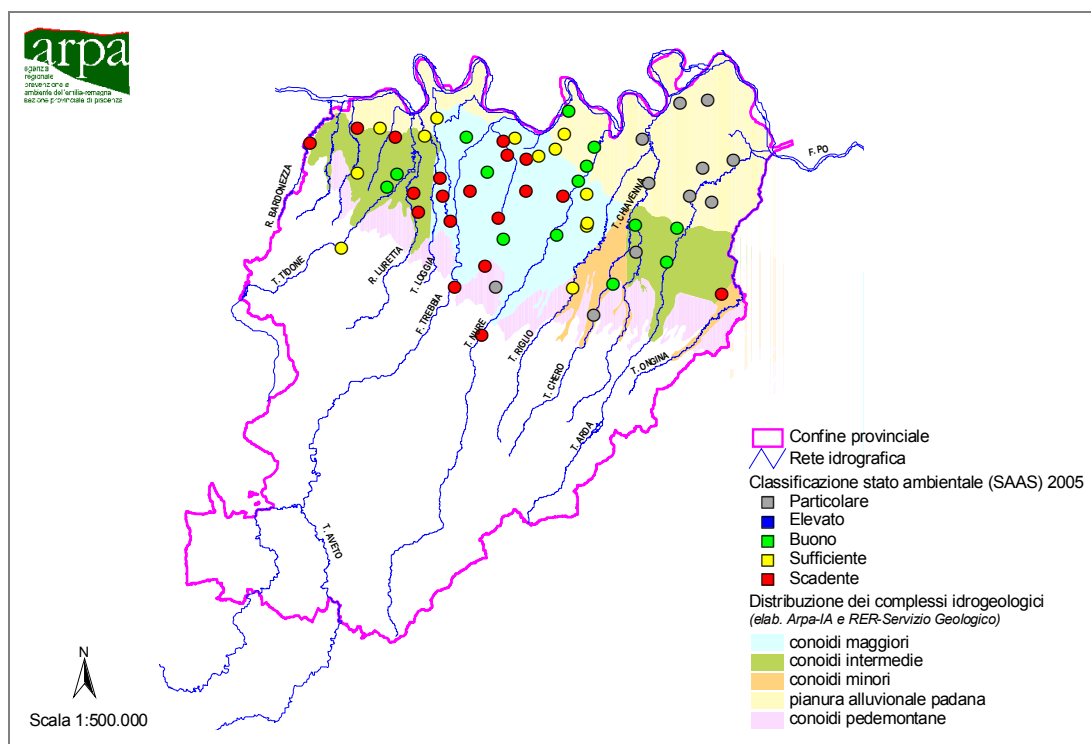 arpa
agenzia
regionale
prevenzione e
ambiente dell'emilia-romagna
sezione provinciale di piacenza
F. PO
R. BARDONEZZA
T. TIDONE
R. LURETTA
T. LOGGIA
F. TREBBIA
T. NURE
T. RIGLIO
T. CHERO
T. CHIAVENNA
T. ARDA
T. ONGINA
T. AVETO
N
Scala 1:500.000
Confine provinciale
Rete idrografica
Classificazione stato ambientale (SAAS) 2005
Particolare
Elevato
Buono
Sufficiente
Scadente
Distribuzione dei complessi idrogeologici
(elab. Arpa-IA e RER-Servizio Geologico)
conoidi maggiori
conoidi intermedie
conoidi minori
pianura alluvionale padana
conoidi pedemontane